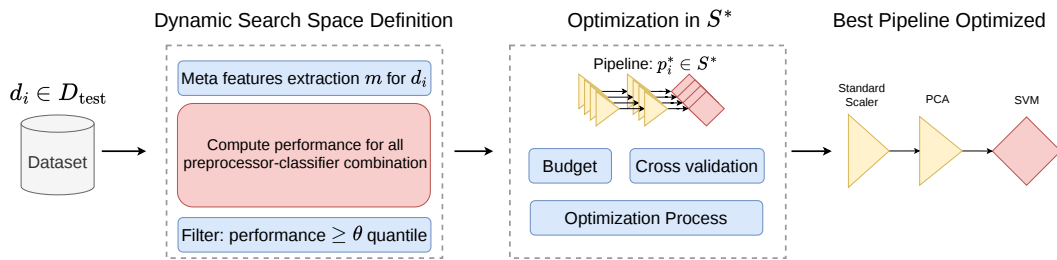 Dynamic Search Space Definition
Optimization in S*
Best Pipeline Optimized
d_i ∈ D_test
Dataset
Meta features extraction m for d_i
Compute performance for all
preprocessor-classifier combination
Filter: performance ≥ θ quantile
Pipeline: p_i^* ∈ S*
Budget
Cross validation
Optimization Process
Standard
Scaler
PCA
SVM